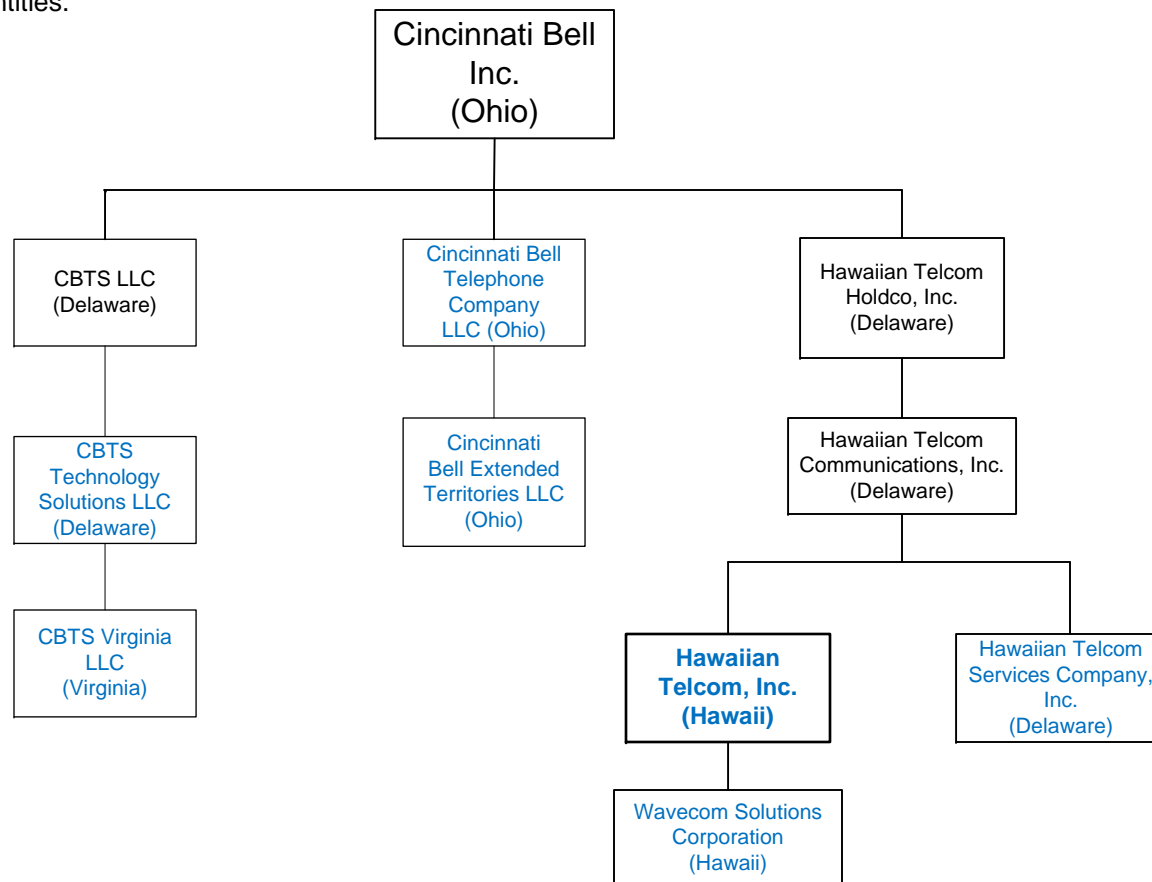 ntities.
Cincinnati Bell
Inc.
(Ohio)
CBTS LLC
(Delaware)
Cincinnati Bell
Telephone
Company
LLC (Ohio)
Hawaiian Telcom
Holdco, Inc.
(Delaware)
CBTS
Technology
Solutions LLC
(Delaware)
Cincinnati
Bell Extended
Territories LLC
(Ohio)
Hawaiian Telcom
Communications, Inc.
(Delaware)
CBTS Virginia
LLC
(Virginia)
Hawaiian
Telcom, Inc.
(Hawaii)
Hawaiian Telcom
Services Company,
Inc.
(Delaware)
Wavecom Solutions
Corporation
(Hawaii)